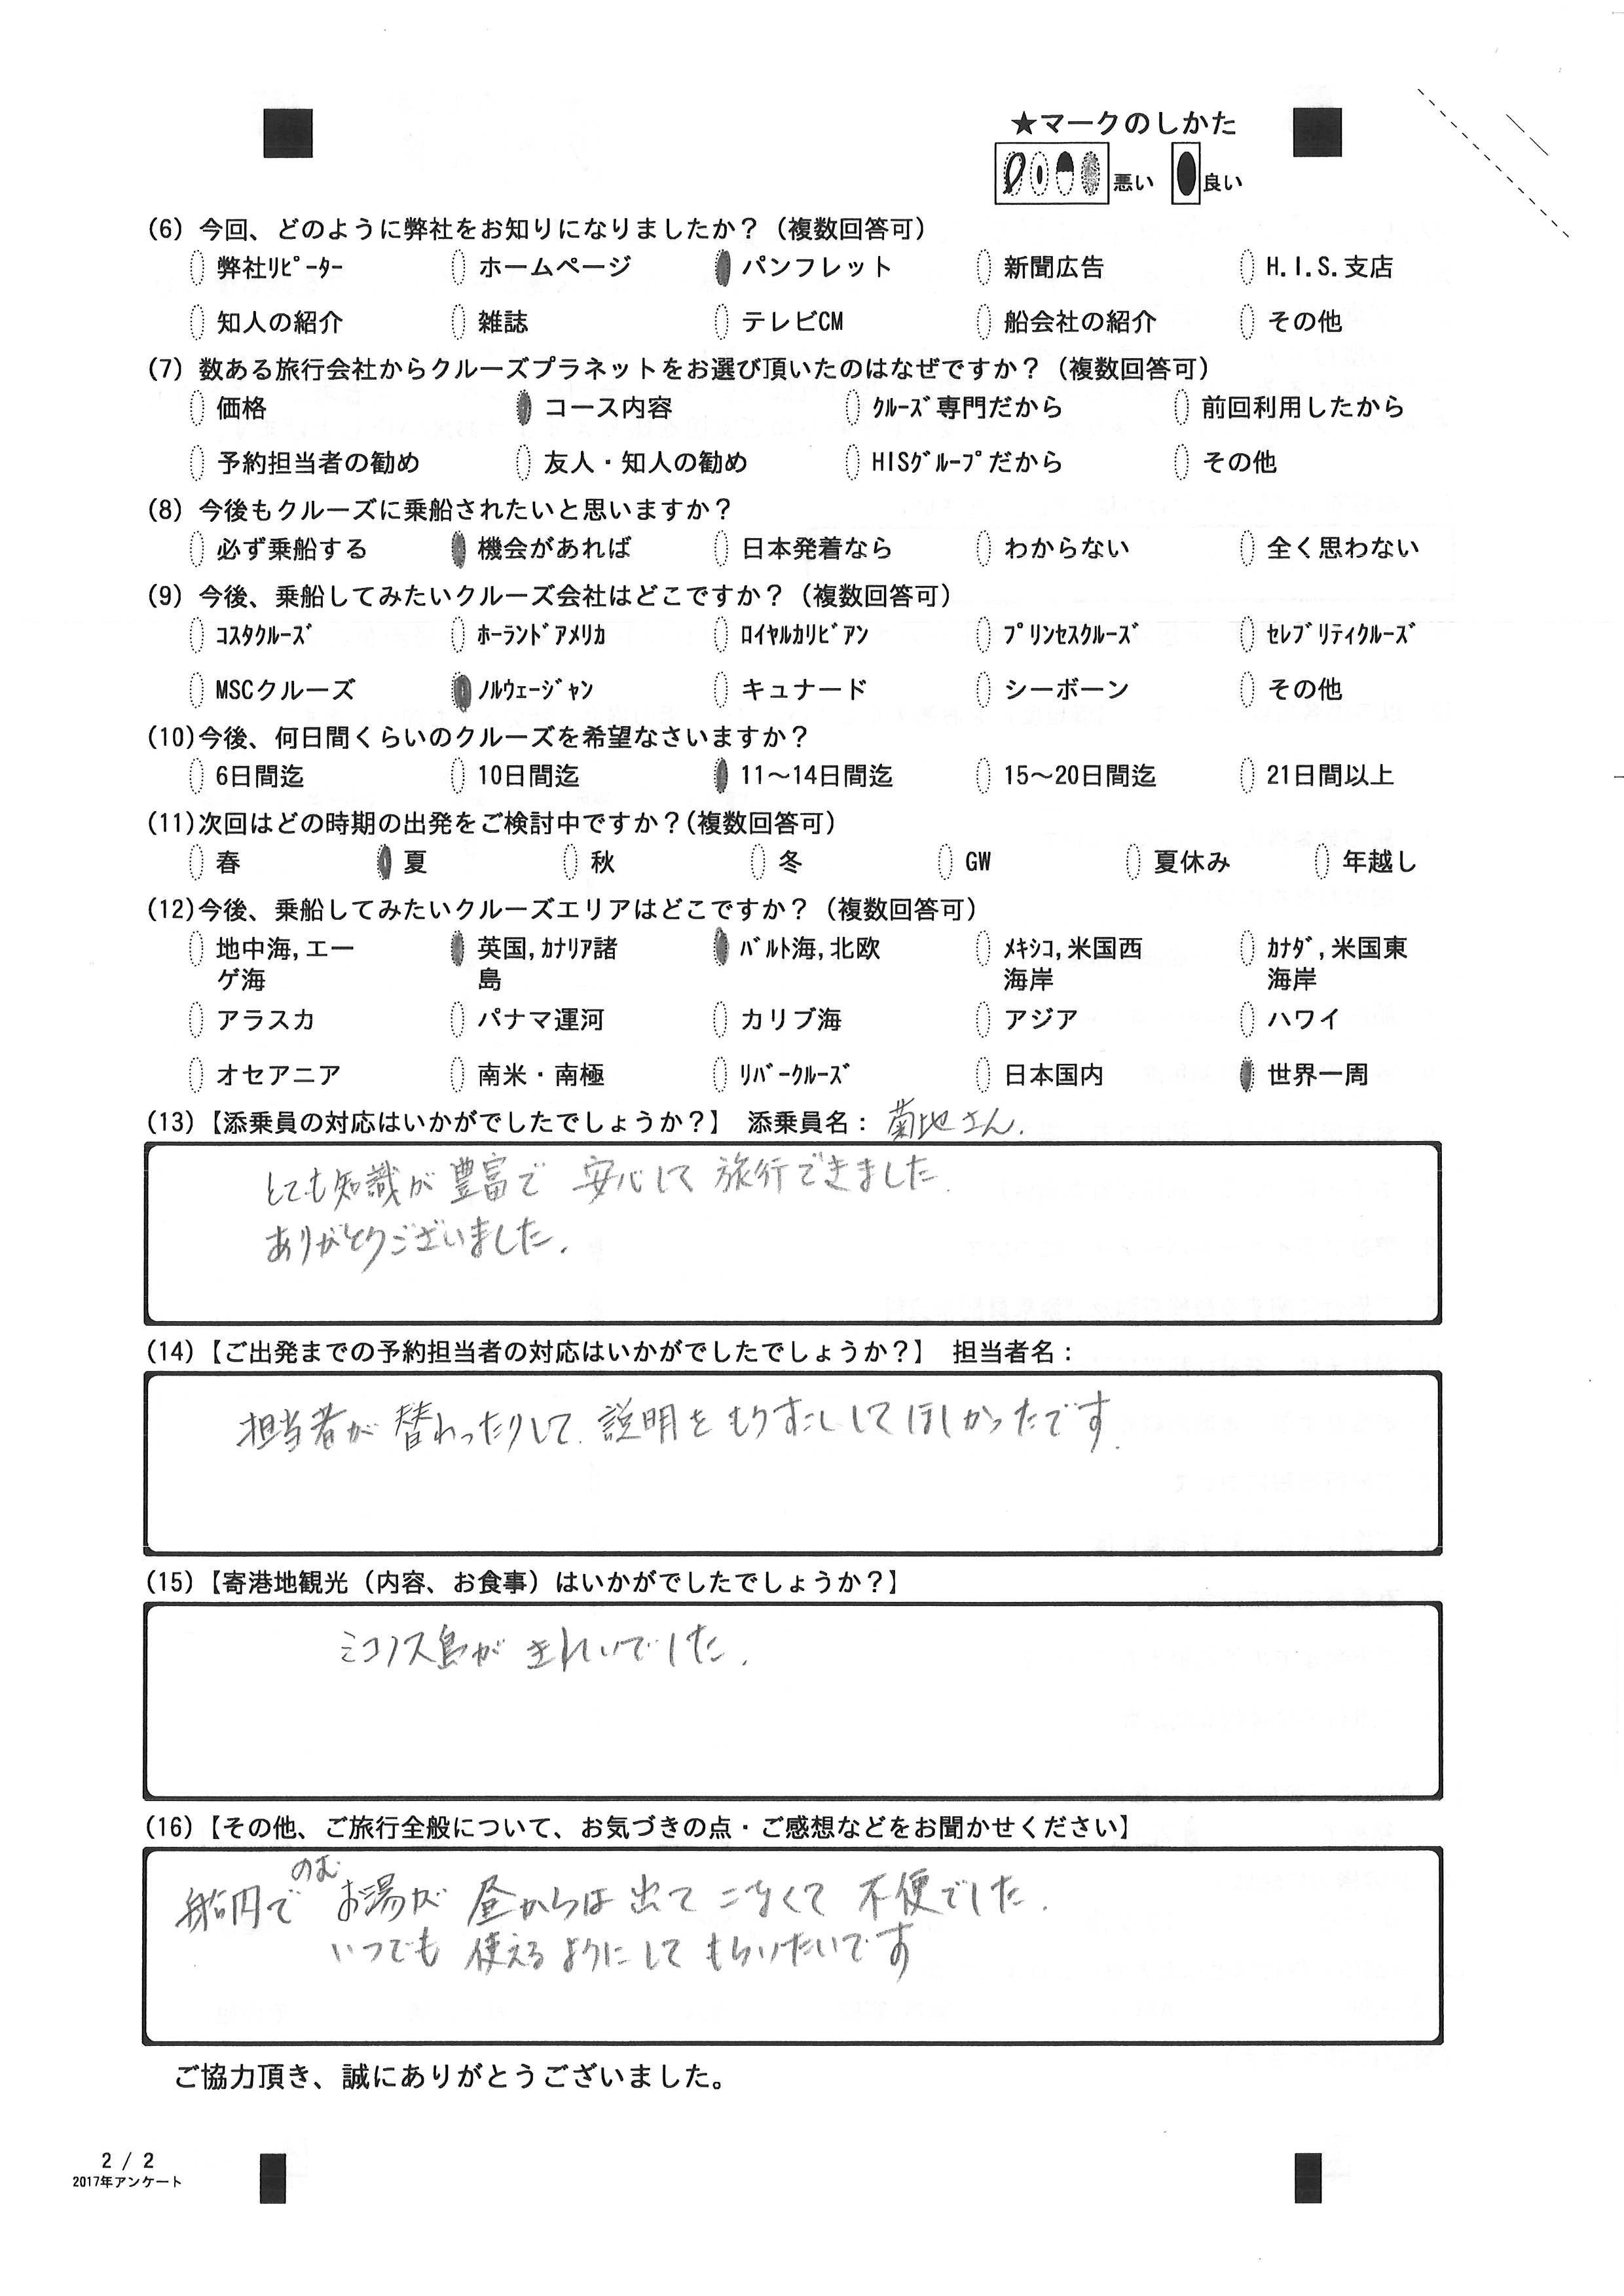 ★マークのしかた
悪い 良い
(6) 今回、どのように弊社をお知りになりましたか？（複数回答可）
弊社ﾘﾋﾟｰﾀｰ ホームページ パンフレット 新聞広告 H.I.S.支店
知人の紹介 雑誌 テレビCM 船会社の紹介 その他
(7) 数ある旅行会社からクルーズプラネットをお選び頂いたのはなぜですか？（複数回答可）
価格 コース内容 ｸﾙｰｽﾞ専門だから 前回利用したから
予約担当者の勧め 友人・知人の勧め HISｸﾞﾙｰﾌﾟだから その他
(8) 今後もクルーズに乗船されたいと思いますか？
必ず乗船する 機会があれば 日本発着なら わからない 全く思わない
(9) 今後、乗船してみたいクルーズ会社はどこですか？（複数回答可）
ｺｽﾀｸﾙｰｽﾞ ﾎｰﾗﾝﾄﾞｱﾒﾘｶ ﾛｲﾔﾙｶﾘﾋﾞｱﾝ ﾌﾟﾘﾝｾｽｸﾙｰｽﾞ ｾﾚﾌﾞﾘﾃｨｸﾙｰｽﾞ
MSCクルーズ ﾉﾙｳｪｰｼﾞｬﾝ キュナード シーボーン その他
(10)今後、何日間くらいのクルーズを希望なさいますか？
6日間迄 10日間迄 11～14日間迄 15～20日間迄 21日間以上
(11)次回はどの時期の出発をご検討中ですか？(複数回答可）
春 夏 秋 冬 GW 夏休み 年越し
(12)今後、乗船してみたいクルーズエリアはどこですか？（複数回答可）
地中海,エー 英国,ｶﾅﾘｱ諸 ﾊﾞﾙﾄ海,北欧 ﾒｷｼｺ,米国西 ｶﾅﾀﾞ,米国東
ゲ海 島 海岸 海岸
アラスカ パナマ運河 カリブ海 アジア ハワイ
オセアニア 南米・南極 ﾘﾊﾞｰｸﾙｰｽﾞ 日本国内 世界一周
(13)【添乗員の対応はいかがでしたでしょうか？】 添乗員名： 菊地さん.
とても知識が豊富で 安心して 旅行できました.
ありがとうございました.
(14)【ご出発までの予約担当者の対応はいかがでしたでしょうか？】 担当者名：
担当者が 替わったりして. 説明を もうすこししてほしかったです.
(15)【寄港地観光（内容、お食事）はいかがでしたでしょうか？】
ミコノス島が きれいでした.
(16)【その他、ご旅行全般について、お気づきの点・ご感想などをお聞かせください】
のむ
船内で お湯が 昼からは 出て こなくて 不便でした.
いつでも 使えるようにして もらいたいです
ご協力頂き、誠にありがとうございました。
2 / 2
2017年アンケート